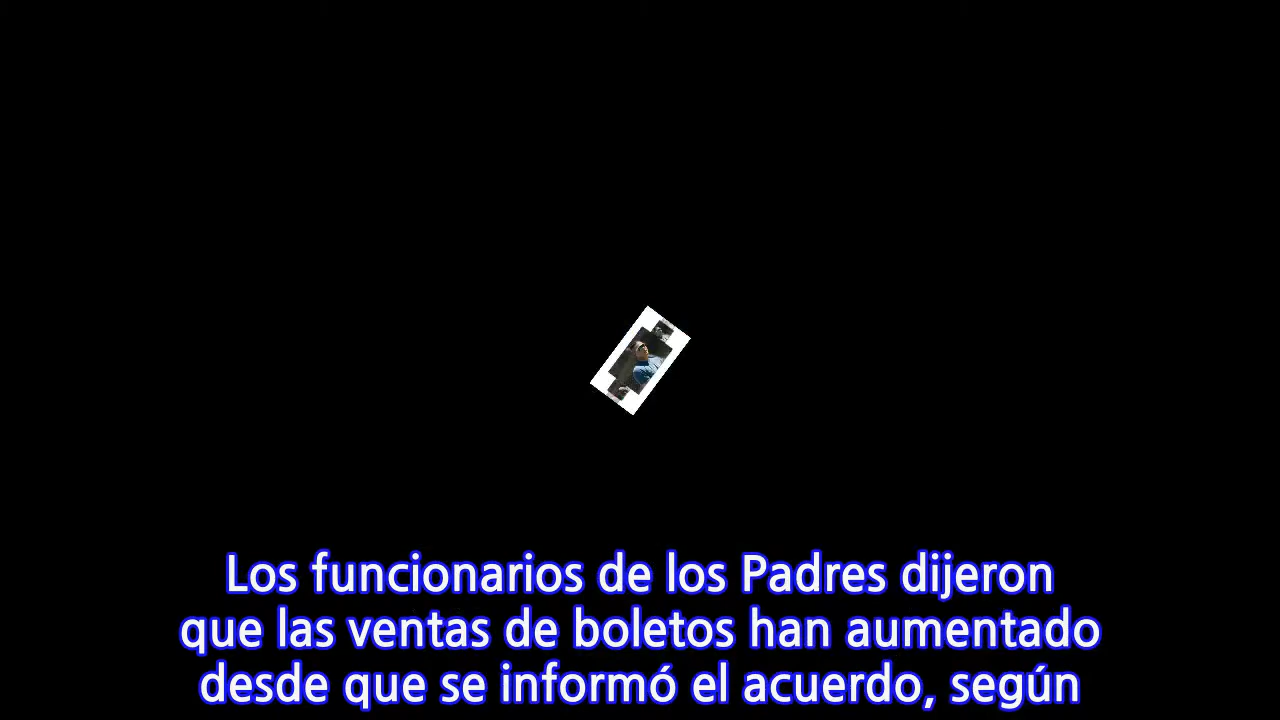 Los funcionarios de los Padres dijeron
que las ventas de boletos han aumentado
desde que se informó el acuerdo, según